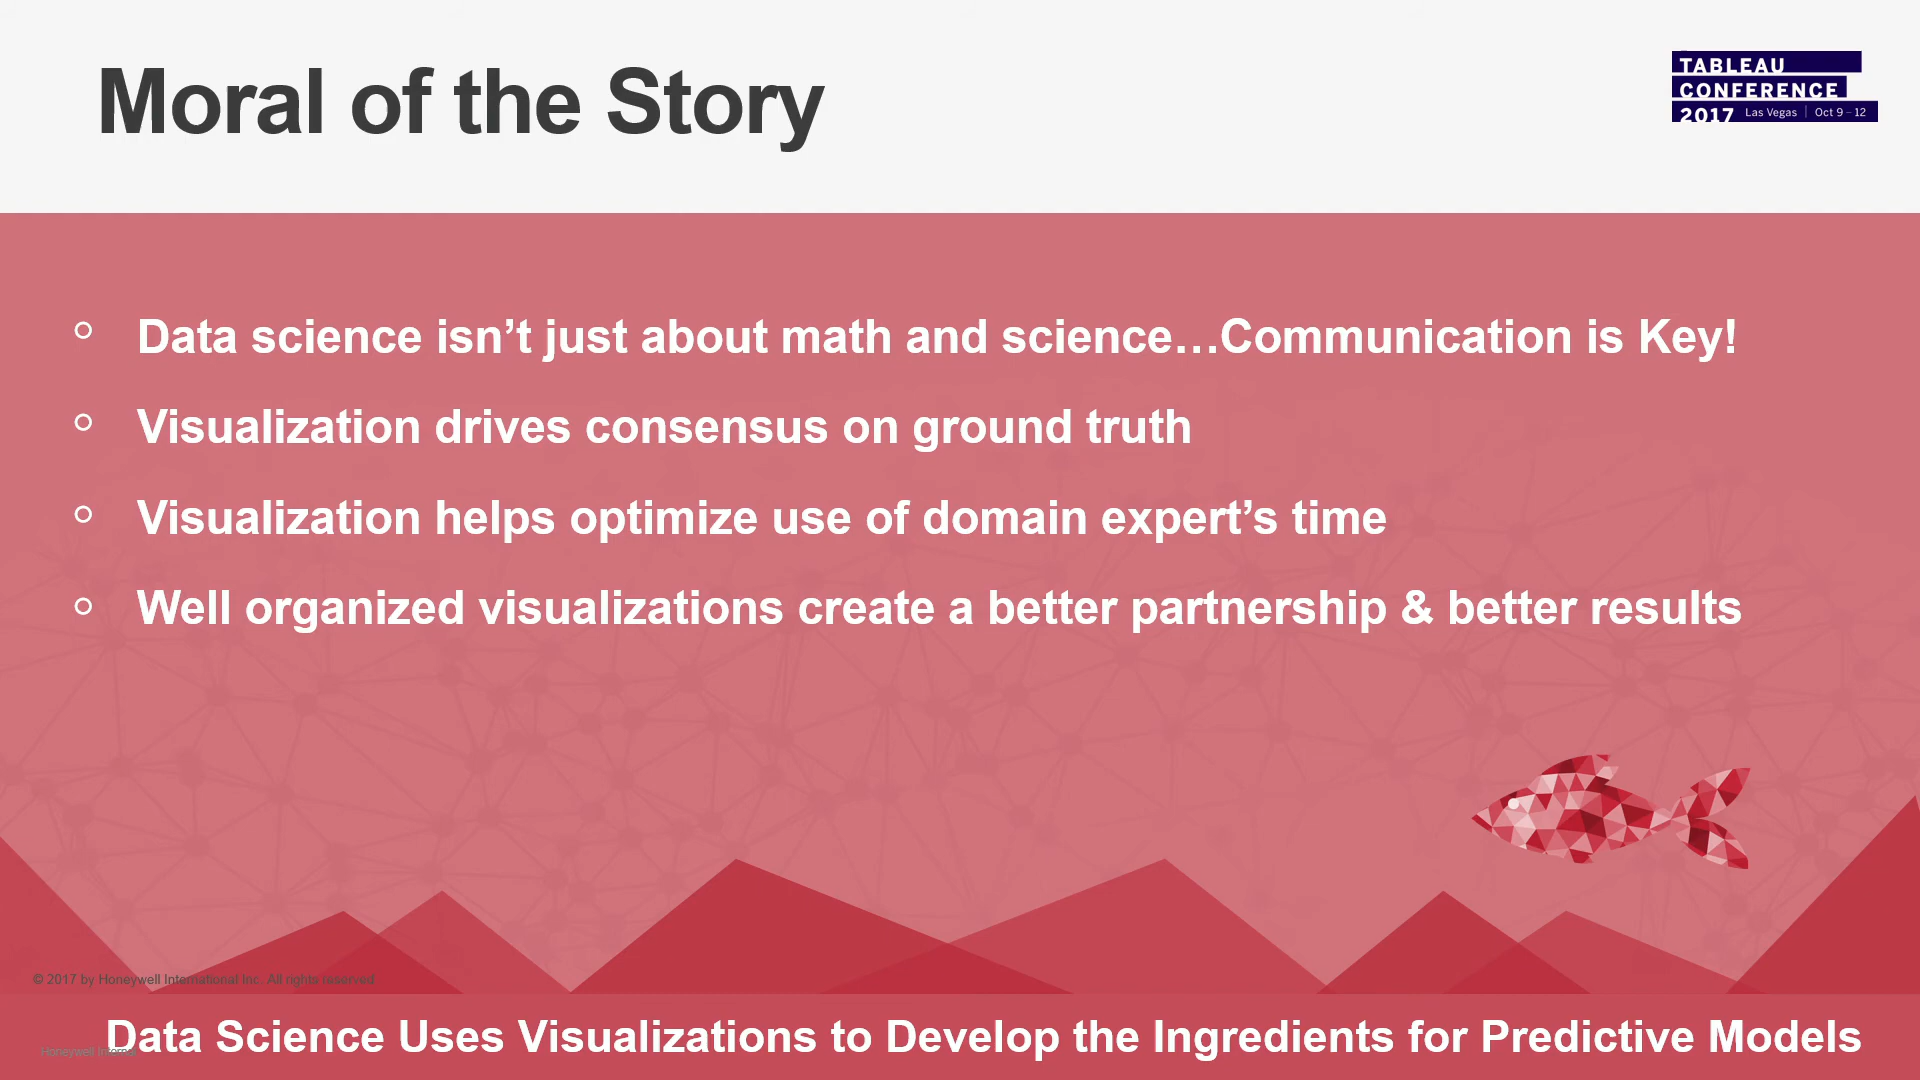 Moral of the Story
TABLEAU
CONFERENCE
2017 Las Vegas | Oct 9 - 12
Data science isn’t just about math and science…Communication is Key!
Visualization drives consensus on ground truth
Visualization helps optimize use of domain expert’s time
Well organized visualizations create a better partnership & better results
© 2017 by Honeywell International Inc. All rights reserved
Data Science Uses Visualizations to Develop the Ingredients for Predictive Models
Honeywell Internal